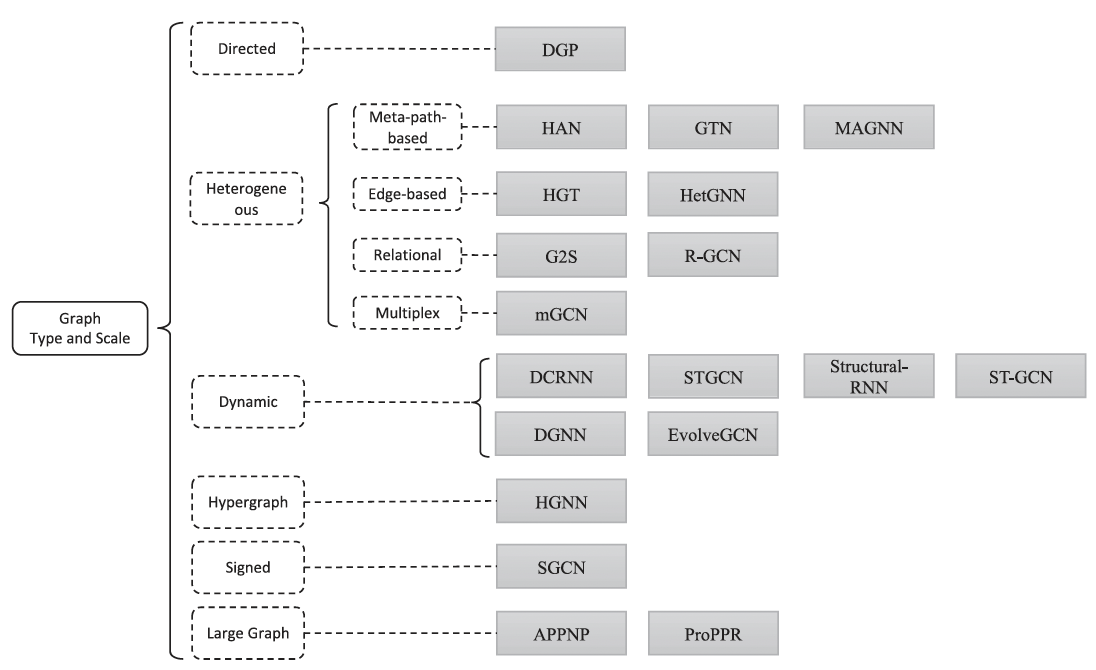 Directed
DGP
Meta-path-
based
HAN
GTN
MAGNN
Heterogene
ous
Edge-based
HGT
HetGNN
Relational
G2S
R-GCN
Multiplex
mGCN
Graph
Type and Scale
Dynamic
DCRNN
STGCN
Structural-
RNN
ST-GCN
DGNN
EvolveGCN
Hypergraph
HGNN
Signed
SGCN
Large Graph
APPNP
ProPPR